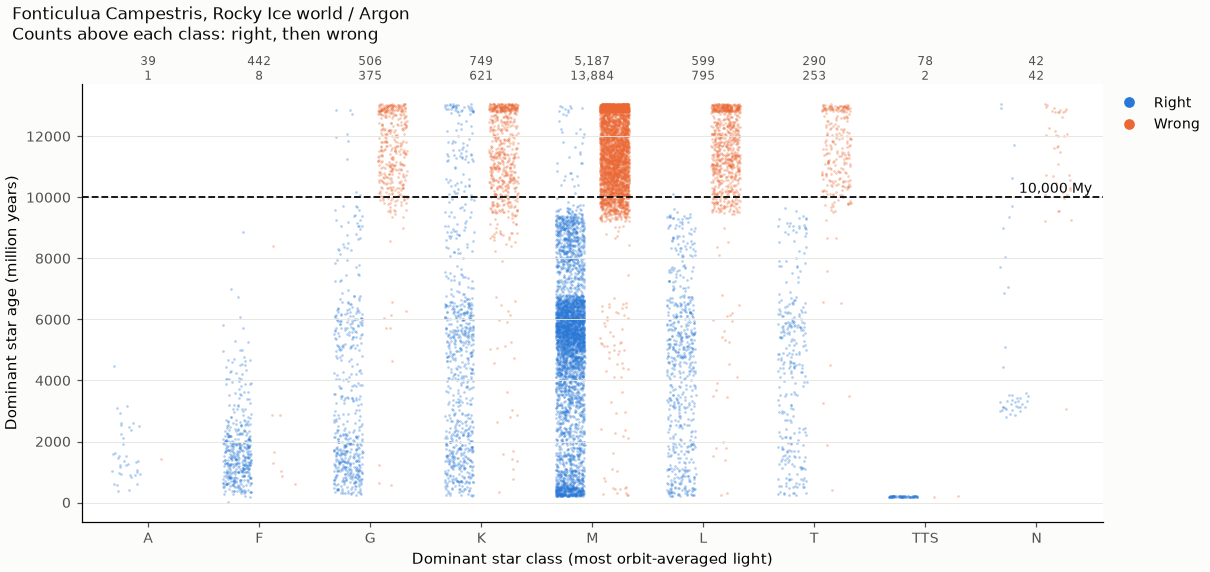 Fonticulua Campestris, Rocky Ice world / Argon
Counts above each class: right, then wrong
39 442 506 749 5,187 599 290 78 42
1 8 375 621 13,884 795 253 2 42
Right
Wrong
12000
10,000 My
10000
8000
6000
4000
2000
0
Dominant star age (million years)
A F G K M L T TTS N
Dominant star class (most orbit-averaged light)